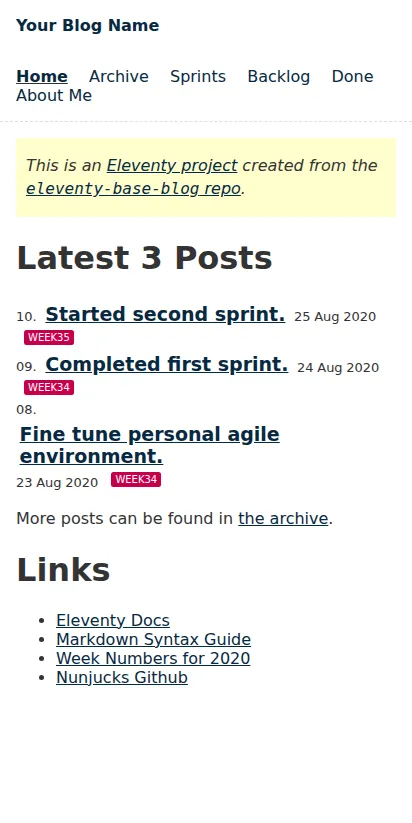 Your Blog Name
Home Archive Sprints Backlog Done
About Me
This is an Eleventy project created from the
eleventy-base-blog repo.
Latest 3 Posts
10. Started second sprint. 25 Aug 2020
WEEK35
09. Completed first sprint. 24 Aug 2020
WEEK34
08.
Fine tune personal agile
environment.
23 Aug 2020 WEEK34
More posts can be found in the archive.
Links
• Eleventy Docs
• Markdown Syntax Guide
• Week Numbers for 2020
• Nunjucks Github